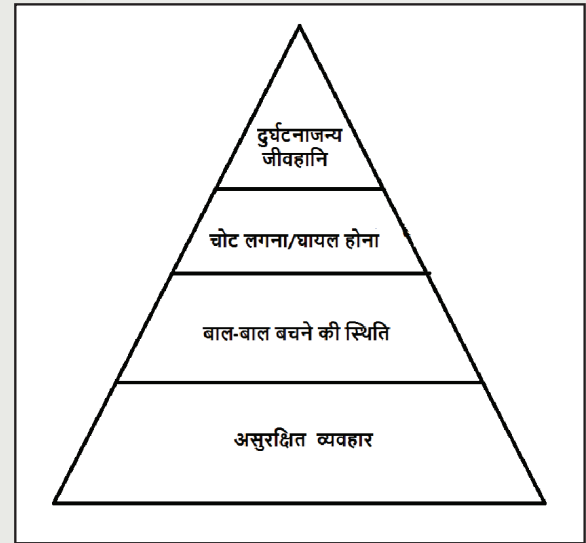 दुर्घटनाजन्य
जीवहानि
चोट लगना/घायल होना
बाल-बाल बचने की स्थिति
असुरक्षित व्यवहार